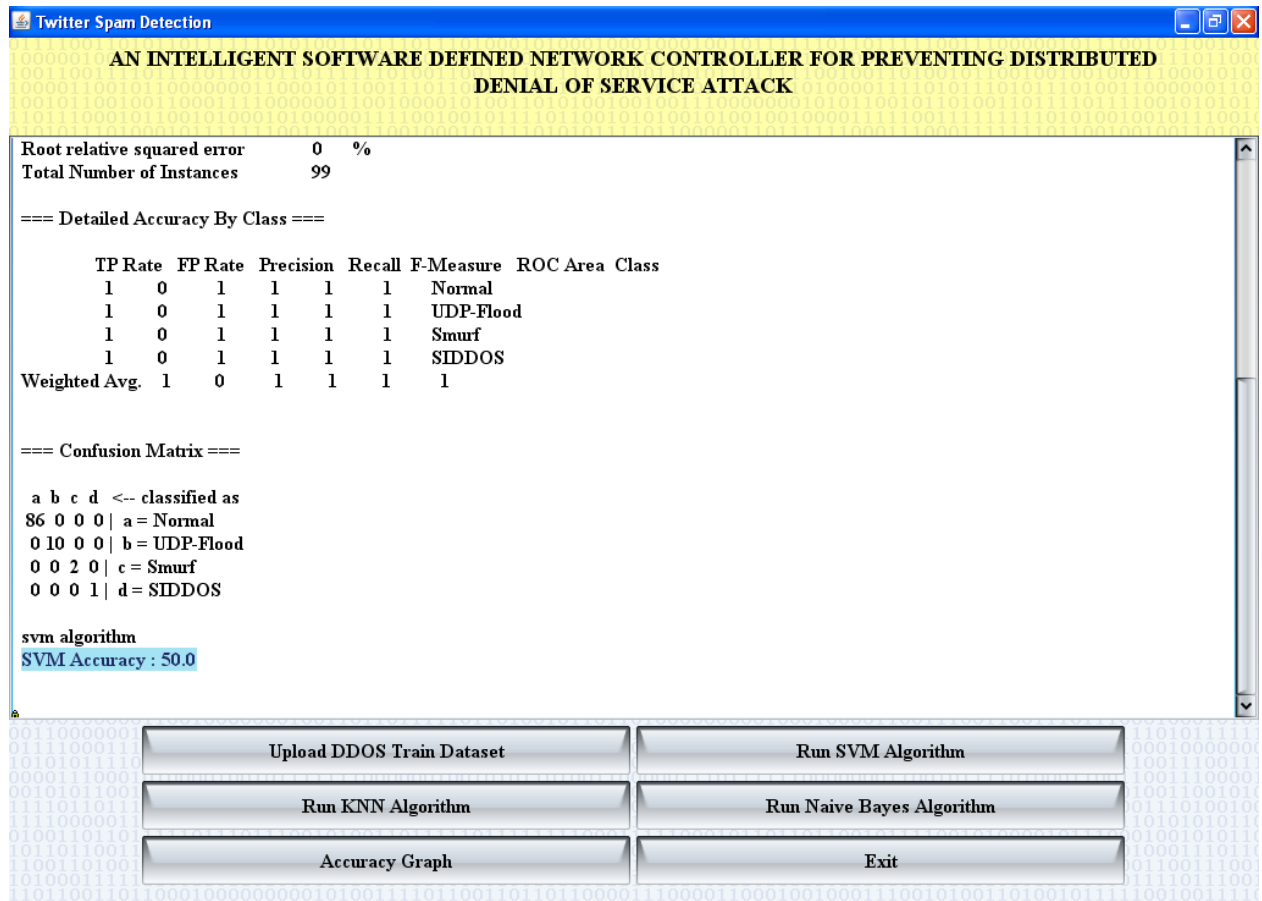 Twitter Spam Detection
AN INTELLIGENT SOFTWARE DEFINED NETWORK CONTROLLER FOR PREVENTING DISTRIBUTED
DENIAL OF SERVICE ATTACK
Root relative squared error 0 %
Total Number of Instances 99
=== Detailed Accuracy By Class ===
TP Rate FP Rate Precision Recall F-Measure ROC Area Class
1 0 1 1 1 1 Normal
1 0 1 1 1 1 UDP-Flood
1 0 1 1 1 1 Smurf
1 0 1 1 1 1 SIDDOS
Weighted Avg. 1 0 1 1 1 1
=== Confusion Matrix ===
a b c d <-- classified as
86 0 0 0 | a = Normal
0 10 0 0 | b = UDP-Flood
0 0 2 0 | c = Smurf
0 0 0 1 | d = SIDDOS
svm algorithm
SVM Accuracy : 50.0
Upload DDOS Train Dataset
Run SVM Algorithm
Run KNN Algorithm
Run Naive Bayes Algorithm
Accuracy Graph
Exit